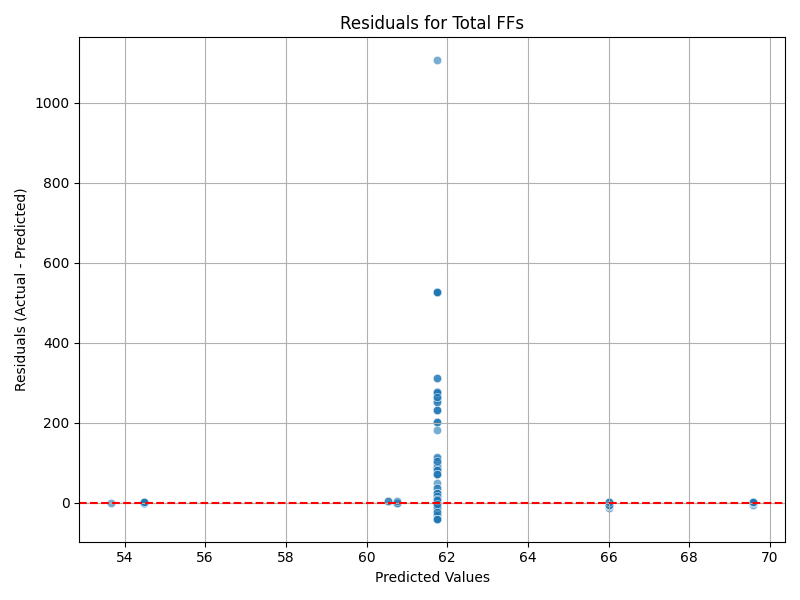 Residuals for Total FFs
Residuals (Actual - Predicted)
1000
800
600
400
200
0
54 56 58 60 62 64 66 68 70
Predicted Values